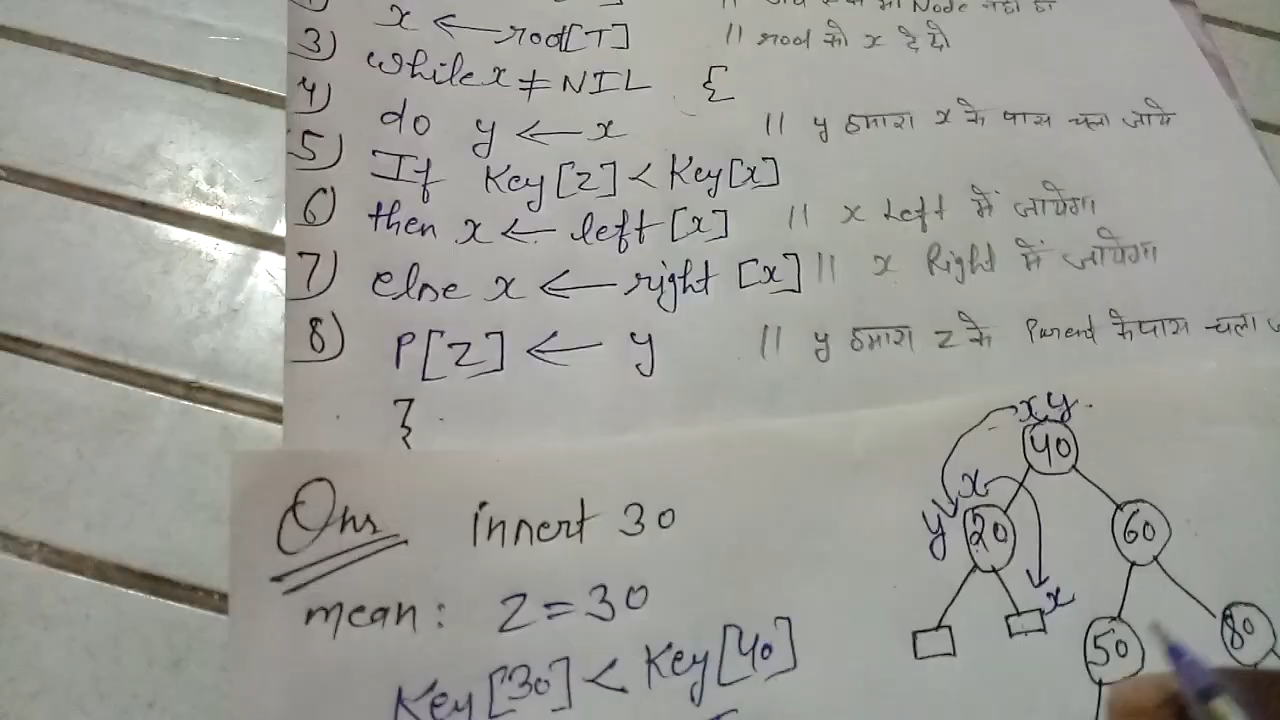 // Node नही हो
x ← root[T] // root को x दे दो
3) while x ≠ NIL {
4) do y ← x // y हमारा x के पास चला जाये
5) If Key[z] < Key[x]
6) then x ← left [x] // x Left में जायेगा
7) else x ← right [x] // x Right में जायेगा
8) P[z] ← y // y हमारा z के Parent के पास चला
}
Ans insert 30
mean: z = 30
Key[30] < Key[40]
x y
40
x
y 20 60
x
50 80